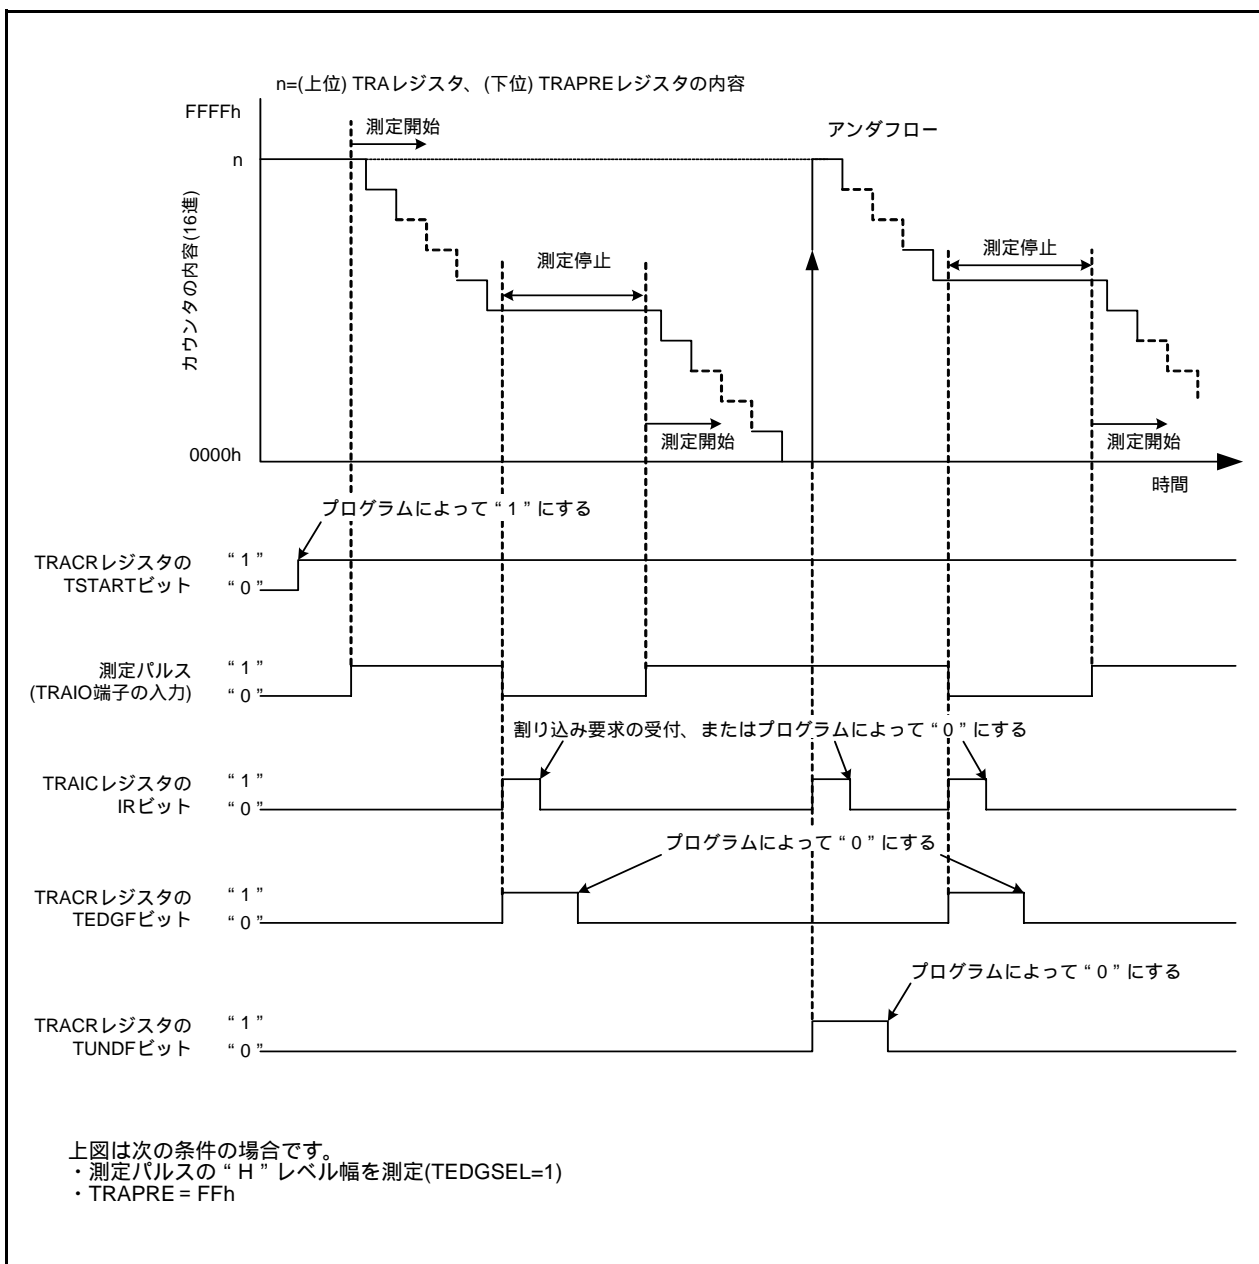 n=(上位) TRAレジスタ、(下位) TRAPREレジスタの内容
FFFFh
測定開始
アンダフロー
n
カウンタの内容(16進)
測定停止
測定停止
測定開始
測定開始
0000h
時間
プログラムによって“1”にする
TRACRレジスタの
TSTARTビット
“1”
“0”
測定パルス
(TRAIO端子の入力)
“1”
“0”
割り込み要求の受付、またはプログラムによって“0”にする
TRAICレジスタの
IRビット
“1”
“0”
プログラムによって“0”にする
TRACRレジスタの
TEDGFビット
“1”
“0”
プログラムによって“0”にする
TRACRレジスタの
TUNDFビット
“1”
“0”
上図は次の条件の場合です。
・測定パルスの“H”レベル幅を測定(TEDGSEL=1)
・TRAPRE = FFh